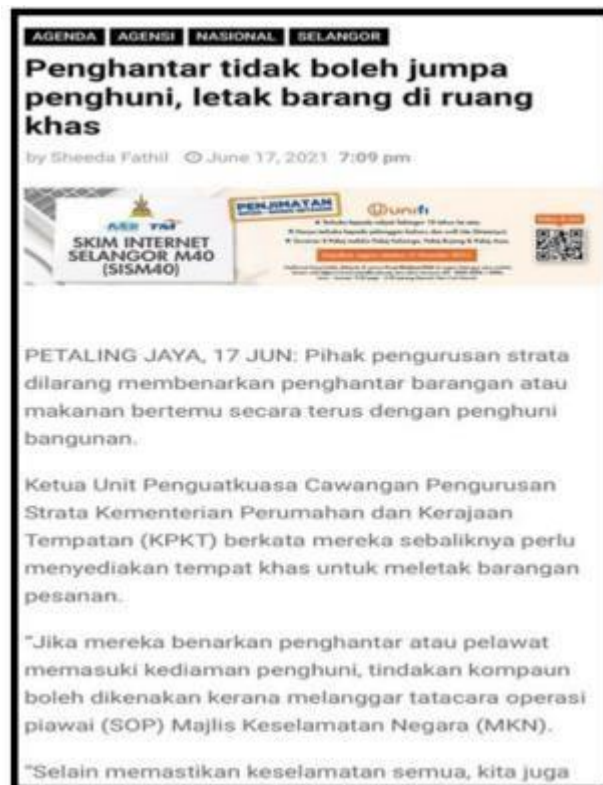 AGENDA AGENSI NASIONAL SELANGOR
Penghantar tidak boleh jumpa
penghuni, letak barang di ruang
khas
by Sheeda Fathil June 17, 2021 7:09 pm
PENJIMATAN
unifi
TM
SKIM INTERNET
SELANGOR M40
(SISM40)
PETALING JAYA, 17 JUN: Pihak pengurusan strata
dilarang membenarkan penghantar barangan atau
makanan bertemu secara terus dengan penghuni
bangunan.
Ketua Unit Penguatkuasa Cawangan Pengurusan
Strata Kementerian Perumahan dan Kerajaan
Tempatan (KPKT) berkata mereka sebaliknya perlu
menyediakan tempat khas untuk meletak barangan
pesanan.
"Jika mereka benarkan penghantar atau pelawat
memasuki kediaman penghuni, tindakan kompaun
boleh dikenakan kerana melanggar tatacara operasi
piawai (SOP) Majlis Keselamatan Negara (MKN).
"Selain memastikan keselamatan semua, kita juga